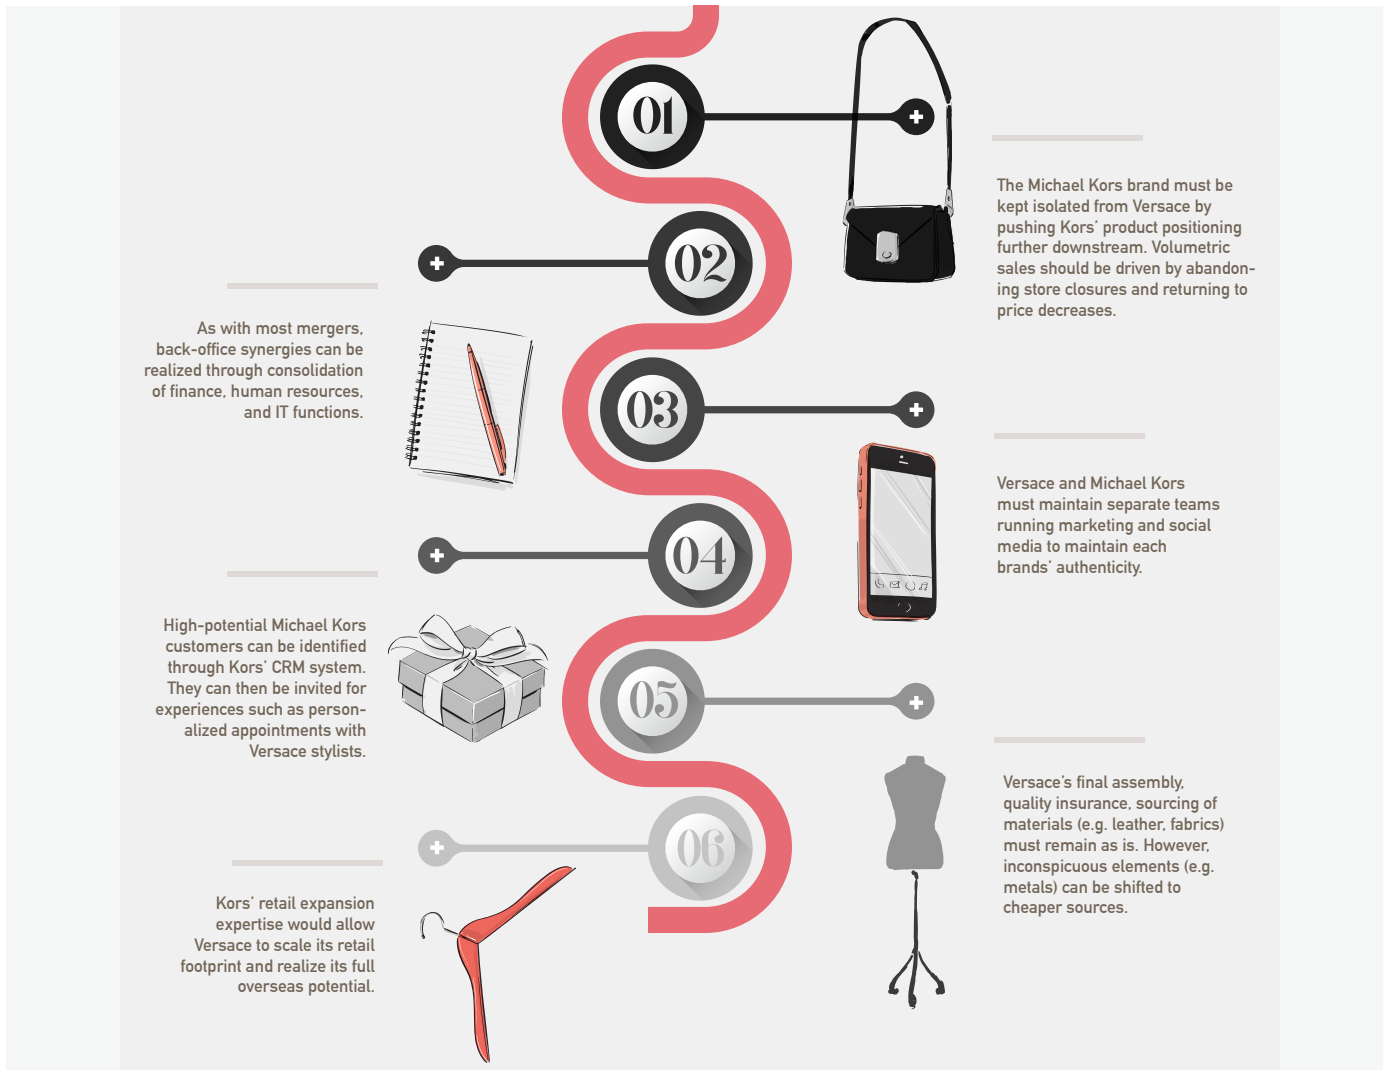 01
The Michael Kors brand must be
kept isolated from Versace by
pushing Kors' product positioning
further downstream. Volumetric
sales should be driven by abandon-
ing store closures and returning to
price decreases.
02
As with most mergers,
back-office synergies can be
realized through consolidation
of finance, human resources,
and IT functions.
03
Versace and Michael Kors
must maintain separate teams
running marketing and social
media to maintain each
brands' authenticity.
04
High-potential Michael Kors
customers can be identified
through Kors' CRM system.
They can then be invited for
experiences such as person-
alized appointments with
Versace stylists.
05
Versace's final assembly,
quality insurance, sourcing of
materials (e.g. leather, fabrics)
must remain as is. However,
inconspicuous elements (e.g.
metals) can be shifted to
cheaper sources.
06
Kors' retail expansion
expertise would allow
Versace to scale its retail
footprint and realize its full
overseas potential.